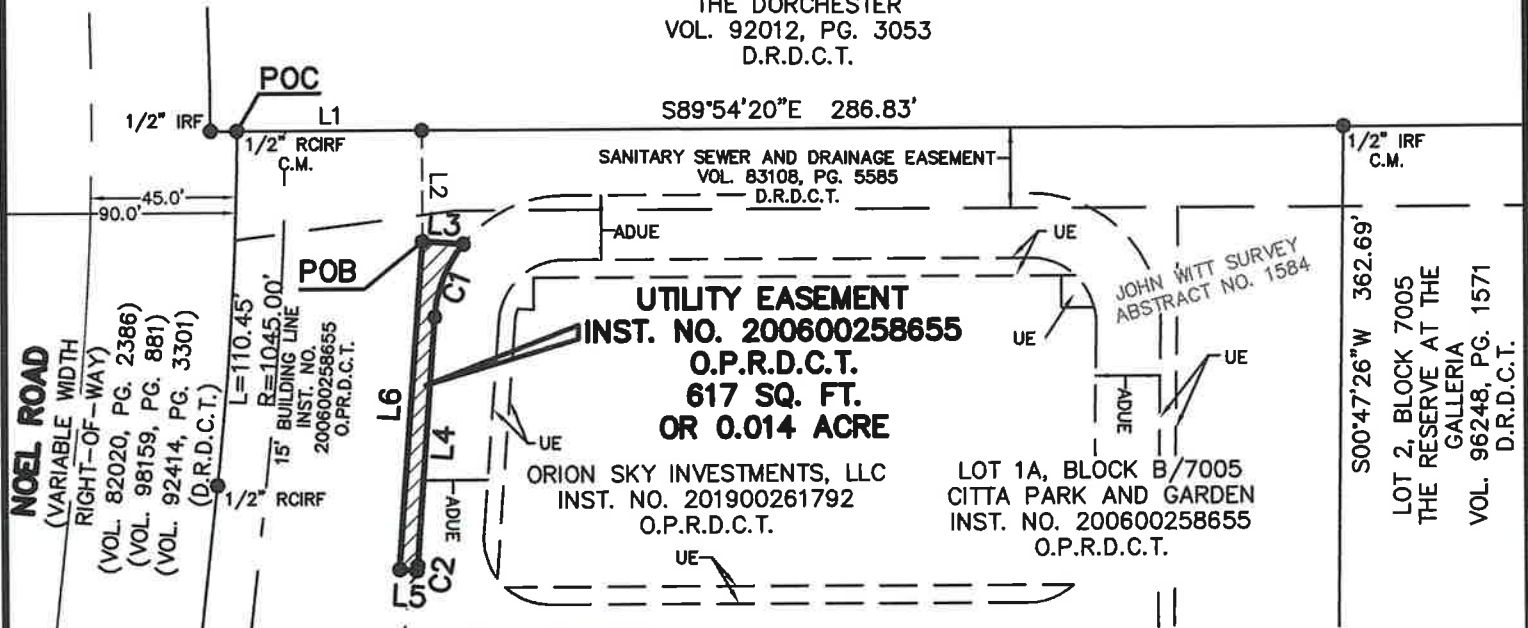 THE DORCHESTER
VOL. 92012, PG. 3053
D.R.D.C.T.
POC
1/2" IRF
L1
S89°54'20"E 286.83'
1/2" RCIRF
C.M.
1/2" IRF
C.M.
SANITARY SEWER AND DRAINAGE EASEMENT
VOL. 83108, PG. 5585
D.R.D.C.T.
45.0'
90.0'
L2
L3
ADUE
UE
POB
C1
JOHN WITT SURVEY
ABSTRACT NO. 1584
UTILITY EASEMENT
INST. NO. 200600258655
O.P.R.D.C.T.
617 SQ. FT.
OR 0.014 ACRE
UE
UE
NOEL ROAD
(VARIABLE WIDTH
RIGHT-OF-WAY)
(VOL. 82020, PG. 2386)
(VOL. 98159, PG. 881)
(VOL. 92414, PG. 3301)
(D.R.D.C.T.)
L=110.45'
R=1045.00'
15' BUILDING LINE
INST. NO.
200600258655
O.P.R.D.C.T.
L6
L4
UE
ADUE
ADUE
1/2" RCIRF
ORION SKY INVESTMENTS, LLC
INST. NO. 201900261792
O.P.R.D.C.T.
LOT 1A, BLOCK B/7005
CITTA PARK AND GARDEN
INST. NO. 200600258655
O.P.R.D.C.T.
S00°47'26"W 362.69'
LOT 2, BLOCK 7005
THE RESERVE AT THE
GALLERIA
VOL. 96248, PG. 1571
D.R.D.C.T.
UE
L5
C2